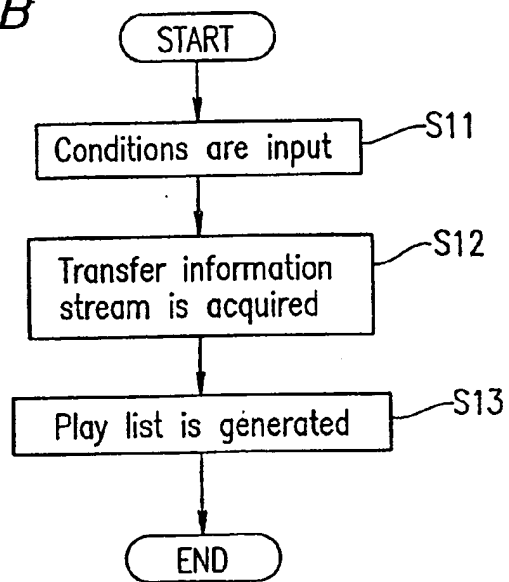 B
START
Conditions are input
S11
Transfer information
stream is acquired
S12
Play list is generated
S13
END